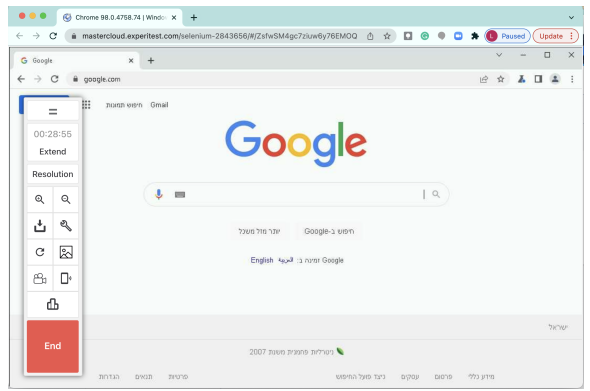 Chrome 98.0.4758.74 | Window
mastercloud.experitest.com/selenium-2843656/#/ZsfwSM4gc7ziuw6y76EMOQ
L Paused
Update
Google
google.com
00:28:55
Extend
Resolution
End
חיפוש תמונות Gmail
Google
חיפוש ב-Google יותר מזל משכל
Google זמינה ב: العربية English
ישראל
ניטרליות פחמנית משנת 2007
מידע כללי פרסום עסקים כיצד פועל החיפוש
פרטיות תנאים הגדרות